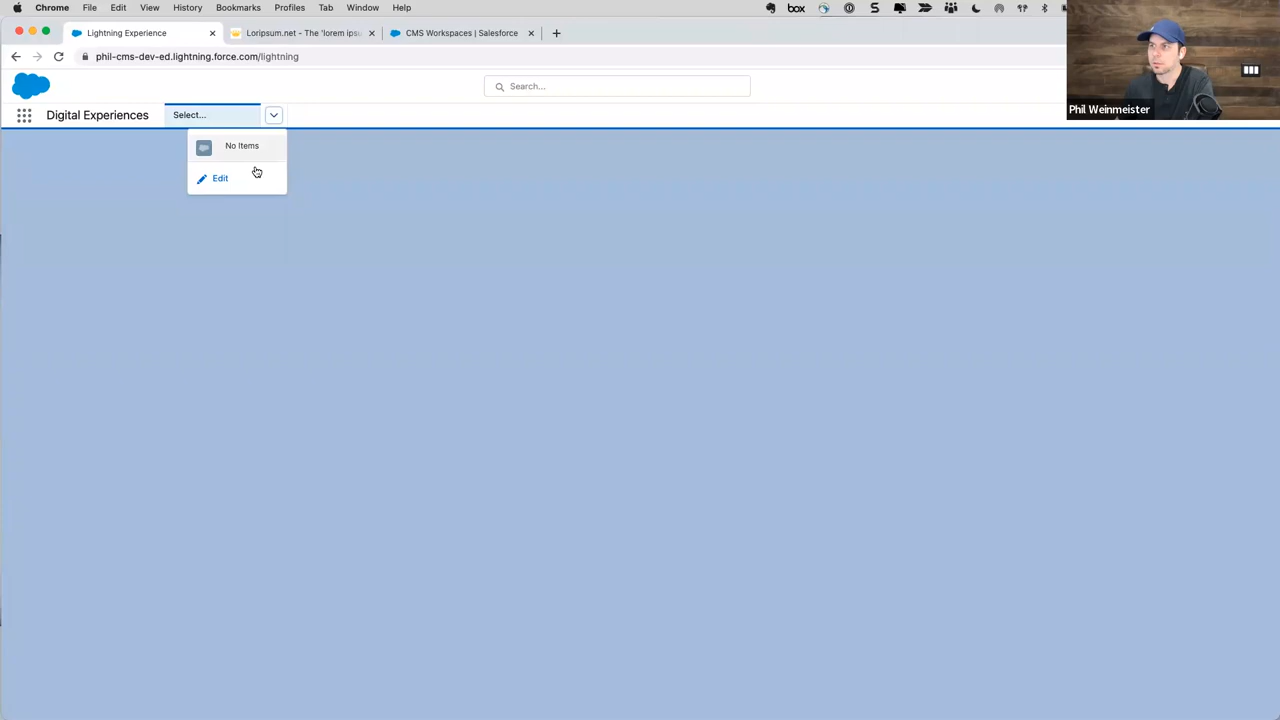 Chrome File Edit View History Bookmarks Profiles Tab Window Help
box
Lightning Experience
Loripsum.net - The 'lorem ips
CMS Workspaces | Salesforce
phil-cms-dev-ed.lightning.force.com/lightning
Search...
Phil Weinmeister
Digital Experiences
Select...
No Items
Edit